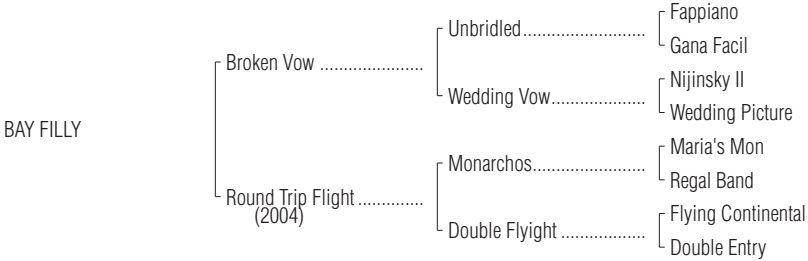 Fappiano
Unbridled..........................
Gana Facil
Broken Vow ......................
Nijinsky II
Wedding Vow....................
Wedding Picture
BAY FILLY
Maria's Mon
Monarchos........................
Regal Band
Round Trip Flight ..............
(2004)
Flying Continental
Double Flyight ..................
Double Entry